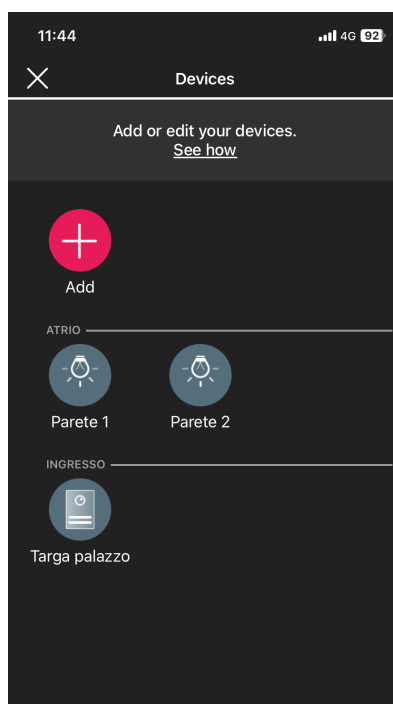 11:44
4G 92
Devices
Add or edit your devices.
See how
Add
ATRIO
Parete 1 Parete 2
INGRESSO
Targa palazzo